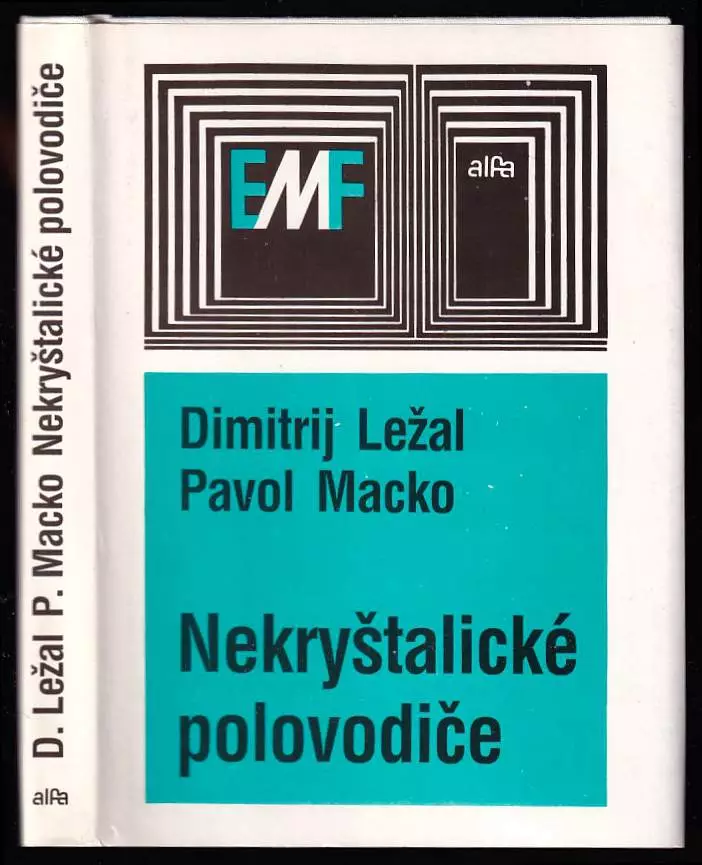 D. Ležal P. Macko Nekryštalické polovodiče
alfa
EMF
alfa
Dimitrij Ležal
Pavol Macko
Nekryštalické
polovodiče